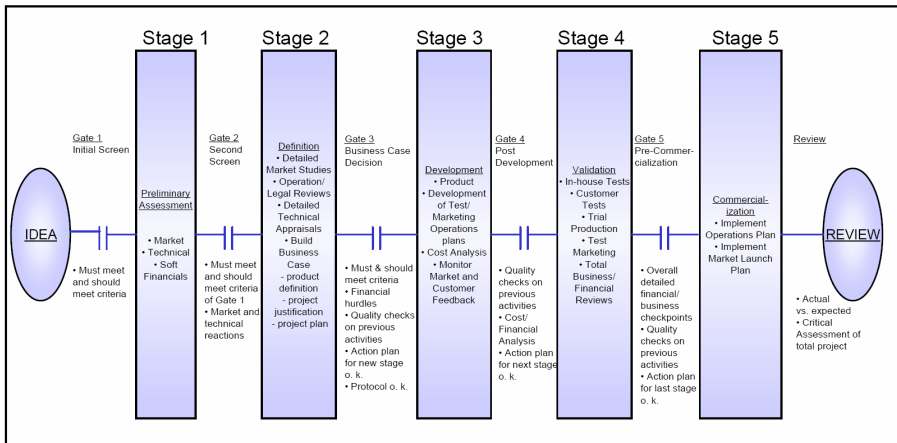 Stage 1
Stage 2
Stage 3
Stage 4
Stage 5
IDEA
Gate 1
Initial Screen
• Must meet
and should
meet criteria
Preliminary
Assessment
• Market
• Technical
• Soft
Financials
Gate 2
Second
Screen
• Must meet
and should
meet criteria
of Gate 1
• Market and
technical
reactions
Definition
• Detailed
Market Studies
• Operation/
Legal Reviews
• Detailed
Technical
Appraisals
• Build
Business
Case
- product
definition
- project
justification
- project plan
Gate 3
Business Case
Decision
• Must & should
meet criteria
• Financial
hurdles
• Quality checks
on previous
activities
• Action plan
for new stage
o. k.
• Protocol o. k.
Development
• Product
• Development
of Test/
Marketing
Operations
plans
• Cost Analysis
• Monitor
Market and
Customer
Feedback
Gate 4
Post
Development
• Quality
checks on
previous
activities
• Cost/
Financial
Analysis
• Action plan
for next stage
o. k.
Validation
• In-house Tests
• Customer
Tests
• Trial
Production
• Test
Marketing
• Total
Business/
Financial
Reviews
Gate 5
Pre-Commer-
cialization
• Overall
detailed
financial/
business
checkpoints
• Quality
checks on
previous
activities
• Action plan
for last stage
o. k.
Commercial-
ization
• Implement
Operations Plan
• Implement
Market Launch
Plan
Review
REVIEW
• Actual
vs. expected
• Critical
Assessment of
total project